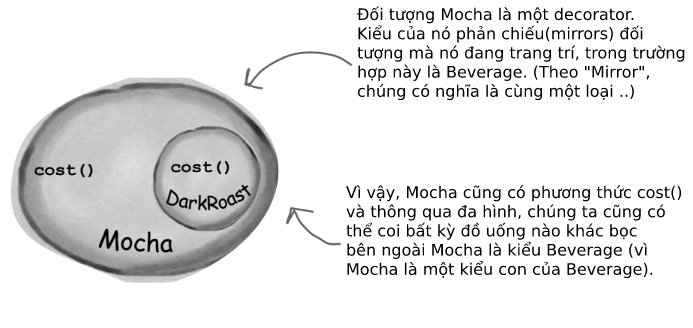 Đối tượng Mocha là một decorator.
Kiểu của nó phản chiếu(mirrors) đối
tượng mà nó đang trang trí, trong trường
hợp này là Beverage. (Theo "Mirror",
chúng có nghĩa là cùng một loại ..)
cost()
cost()
DarkRoast
Mocha
Vì vậy, Mocha cũng có phương thức cost()
và thông qua đa hình, chúng ta cũng có
thể coi bất kỳ đồ uống nào khác bọc
bên ngoài Mocha là kiểu Beverage (vì
Mocha là một kiểu con của Beverage).